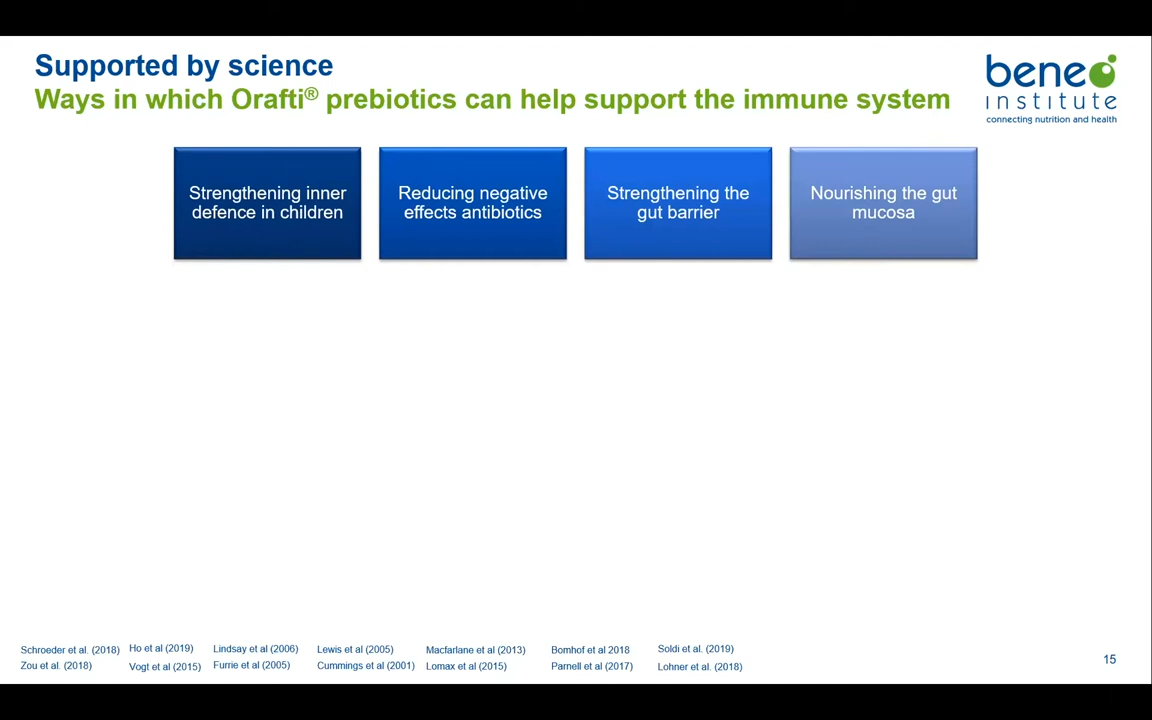 Supported by science
Ways in which Orafti® prebiotics can help support the immune system
beneo
institute
connecting nutrition and health
Strengthening inner
defence in children
Reducing negative
effects antibiotics
Strengthening the
gut barrier
Nourishing the gut
mucosa
Schroeder et al. (2018) Ho et al (2019) Lindsay et al (2006) Lewis et al (2005) Macfarlane et al (2013) Bomhof et al 2018 Soldi et al. (2019)
Zou et al. (2018) Vogt et al (2015) Furrie et al (2005) Cummings et al (2001) Lomax et al (2015) Parnell et al (2017) Lohner et al. (2018)
15